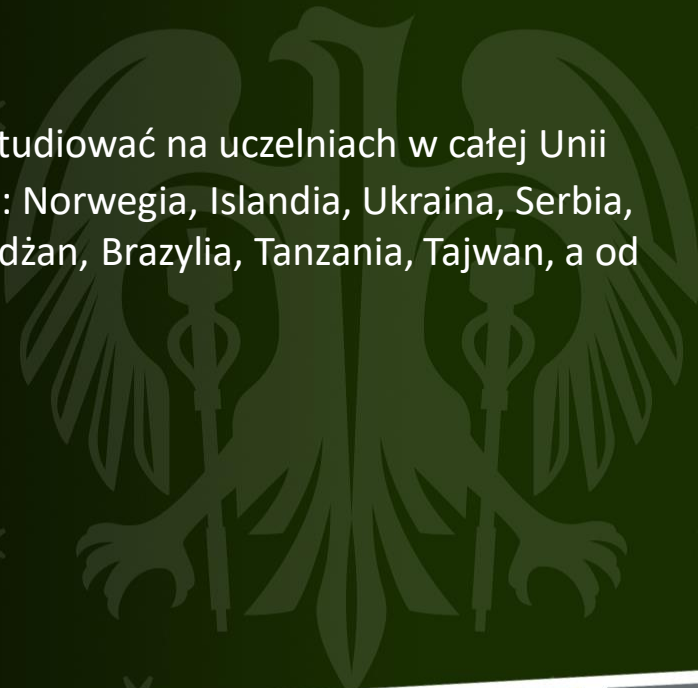 tudiować na uczelniach w całej Unii
: Norwegia, Islandia, Ukraina, Serbia,
dżan, Brazylia, Tanzania, Tajwan, a od